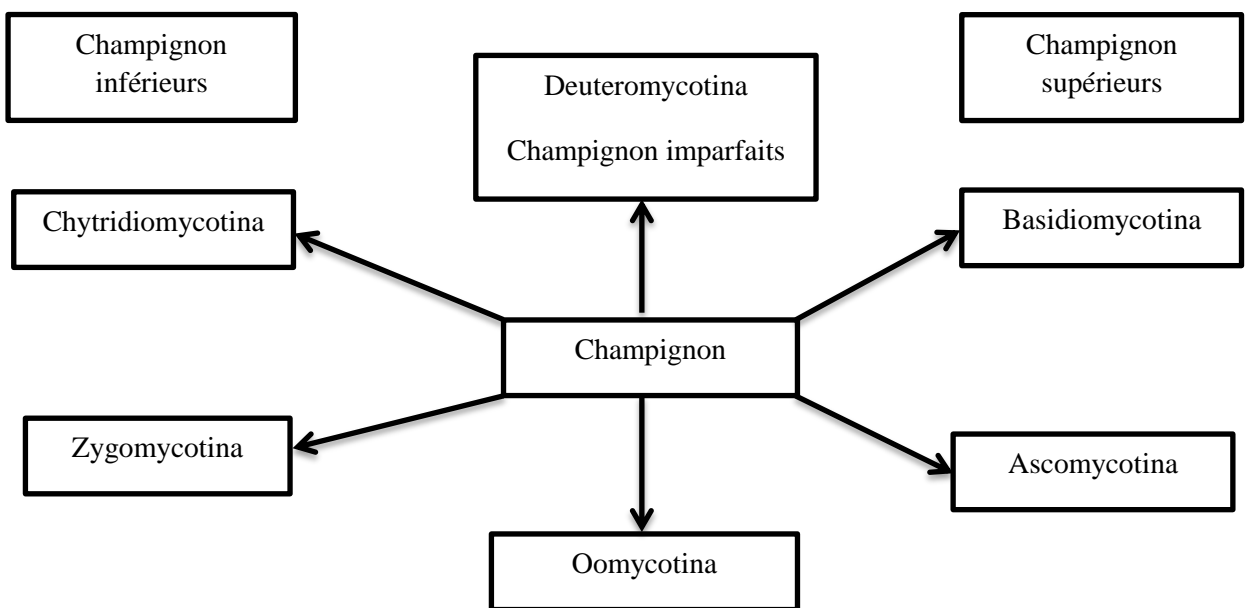 Champignon
inférieurs
Deuteromycotina
Champignon imparfaits
Champignon
supérieurs
Chytridiomycotina
Basidiomycotina
Champignon
Zygomycotina
Ascomycotina
Oomycotina